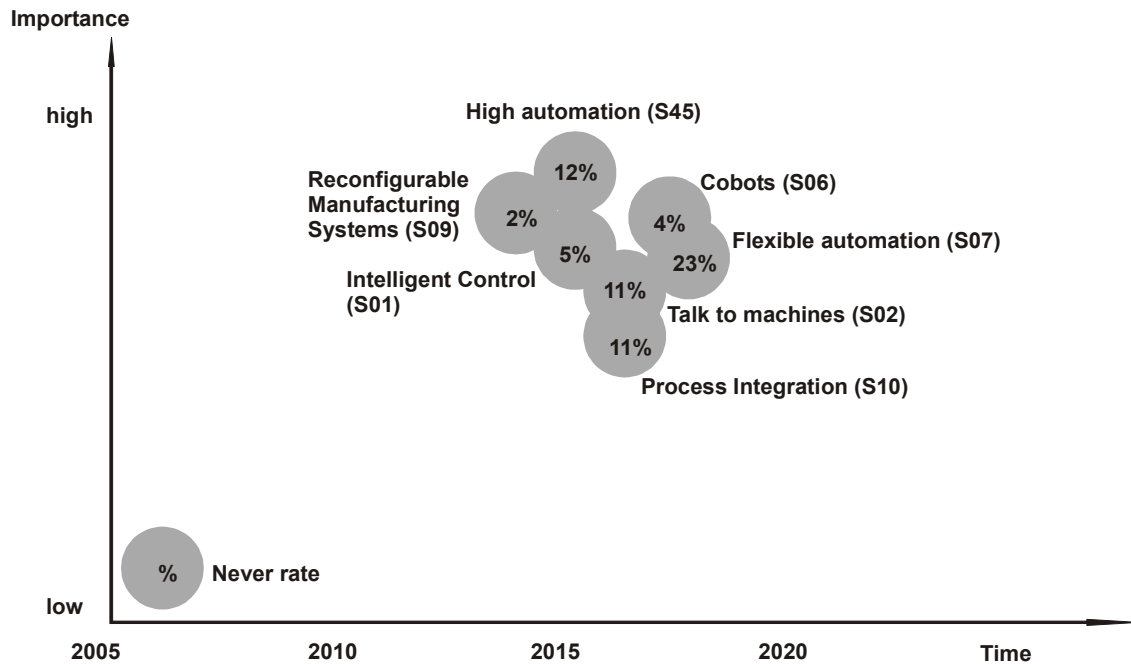 Importance
high
High automation (S45)
12%
Reconfigurable
Manufacturing
Systems (S09)
2%
Cobots (S06)
4%
Flexible automation (S07)
23%
5%
Intelligent Control
(S01)
11%
Talk to machines (S02)
11%
Process Integration (S10)
%
Never rate
low
2005
2010
2015
2020
Time